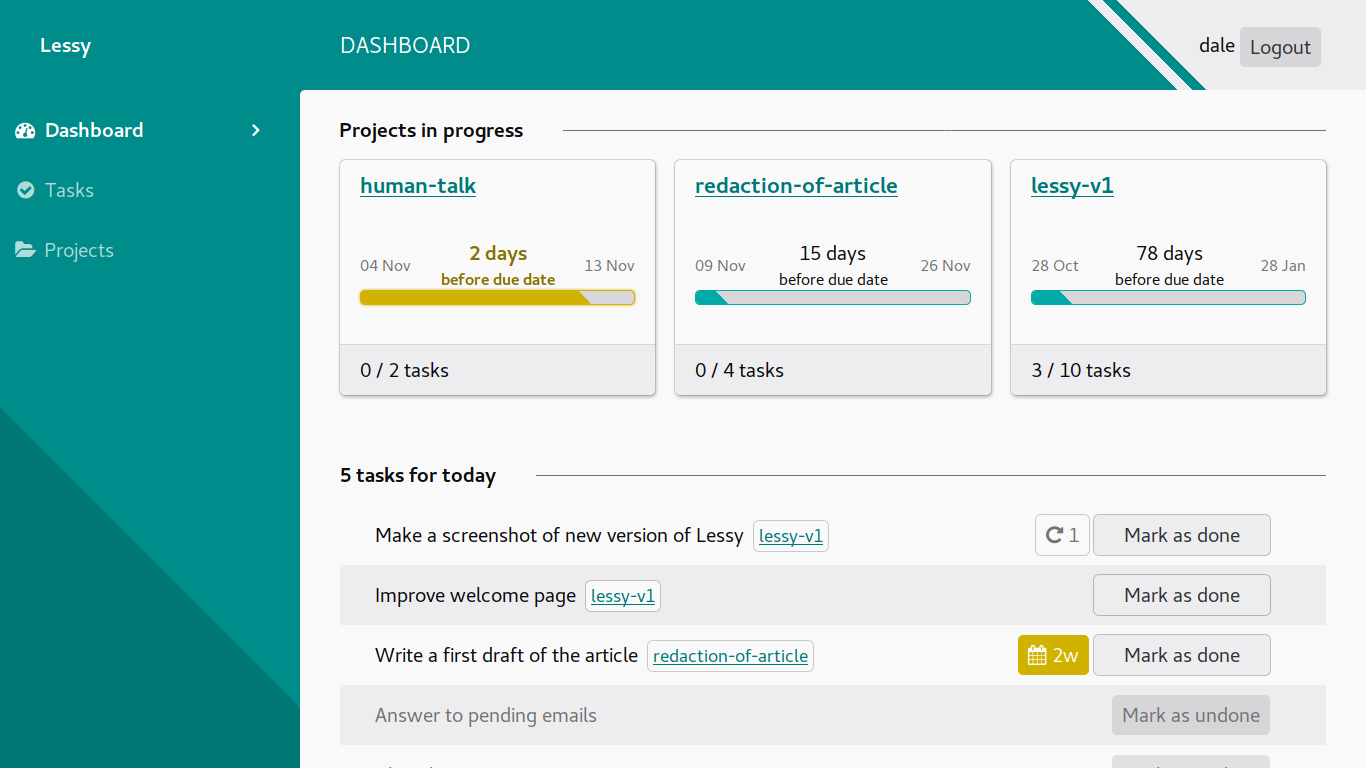 Lessy
DASHBOARD
dale Logout
Dashboard
Tasks
Projects
Projects in progress
human-talk
04 Nov
2 days
before due date
13 Nov
0 / 2 tasks
redaction-of-article
09 Nov
15 days
before due date
26 Nov
0 / 4 tasks
lessy-v1
28 Oct
78 days
before due date
28 Jan
3 / 10 tasks
5 tasks for today
Make a screenshot of new version of Lessy lessy-v1 1 Mark as done
Improve welcome page lessy-v1 Mark as done
Write a first draft of the article redaction-of-article 2w Mark as done
Answer to pending emails Mark as undone